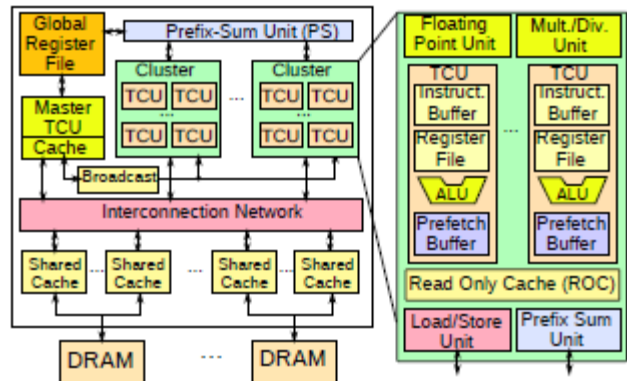 Global
Register
File
Prefix-Sum Unit (PS)
Master
TCU
Cache
Cluster
TCU TCU
...
TCU TCU
...
Cluster
TCU TCU
...
TCU TCU
Broadcast
Interconnection Network
Shared
Cache
...
Shared
Cache
...
Shared
Cache
...
Shared
Cache
DRAM
...
DRAM
Floating
Point Unit
Mult./Div.
Unit
TCU
Instruct.
Buffer
Register
File
ALU
Prefetch
Buffer
...
TCU
Instruct.
Buffer
Register
File
ALU
Prefetch
Buffer
Read Only Cache (ROC)
Load/Store
Unit
Prefix Sum
Unit